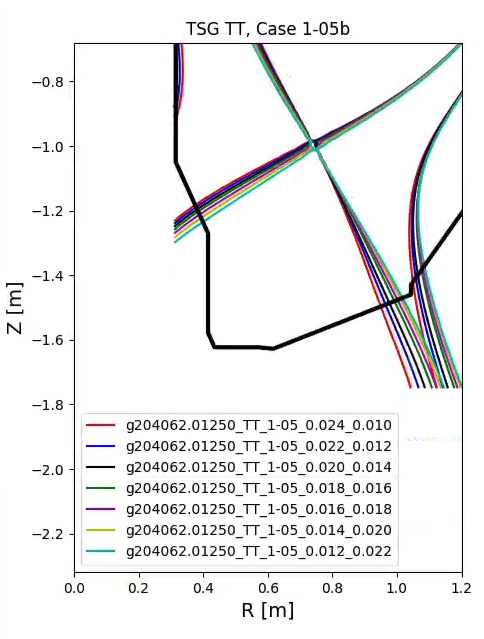 TSG TT, Case 1-05b
−0.8
−1.0
−1.2
−1.4
−1.6
−1.8
−2.0
−2.2
Z [m]
g204062.01250_TT_1-05_0.024_0.010
g204062.01250_TT_1-05_0.022_0.012
g204062.01250_TT_1-05_0.020_0.014
g204062.01250_TT_1-05_0.018_0.016
g204062.01250_TT_1-05_0.016_0.018
g204062.01250_TT_1-05_0.014_0.020
g204062.01250_TT_1-05_0.012_0.022
0.0 0.2 0.4 0.6 0.8 1.0 1.2
R [m]